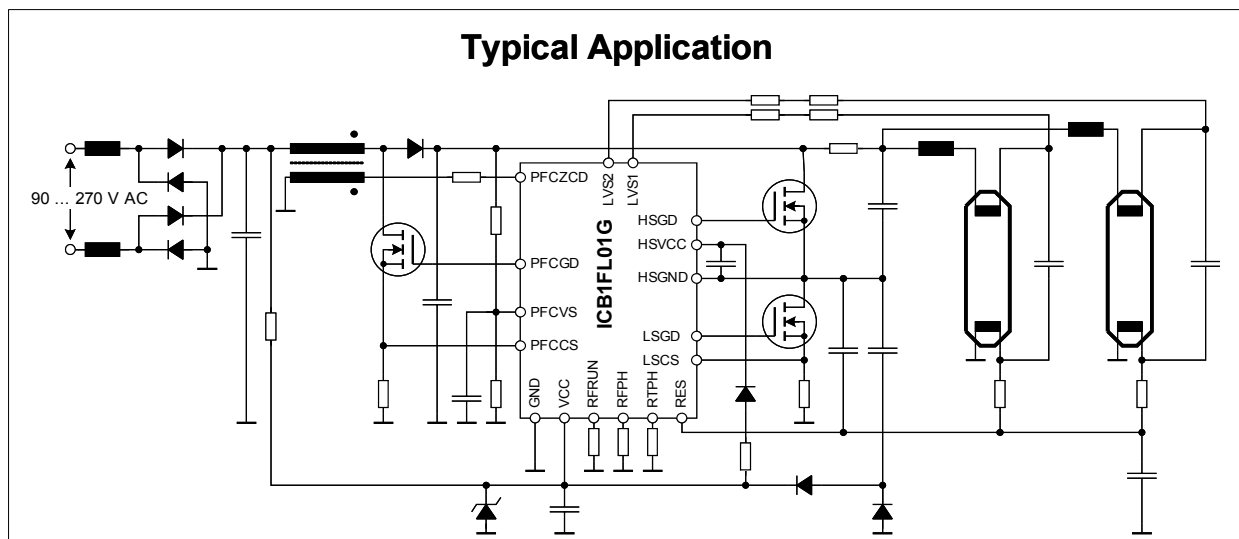 Typical Application
90 ... 270 V AC
PFCZCD
PFCGD
PFCVS
PFCCS
GND
VCC
RFRUN
RFPH
RTPH
RES
LVS2
LVS1
ICB1FL01G
HSGD
HSVCC
HSGND
LSGD
LSCS